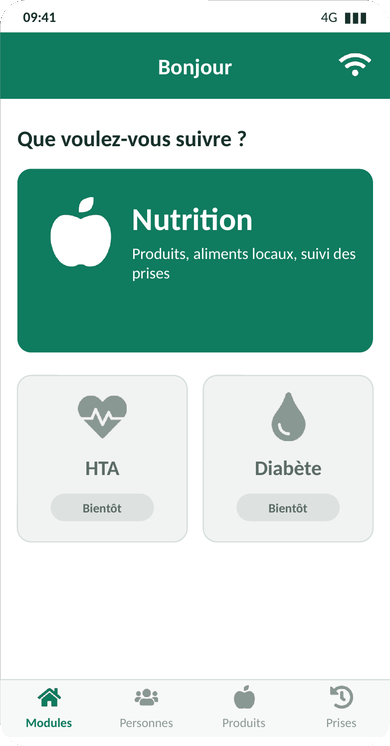 09:41 4G
Bonjour
Que voulez-vous suivre ?
Nutrition
Produits, aliments locaux, suivi des
prises
HTA Diabète
Bientôt Bientôt
Modules Personnes Produits Prises